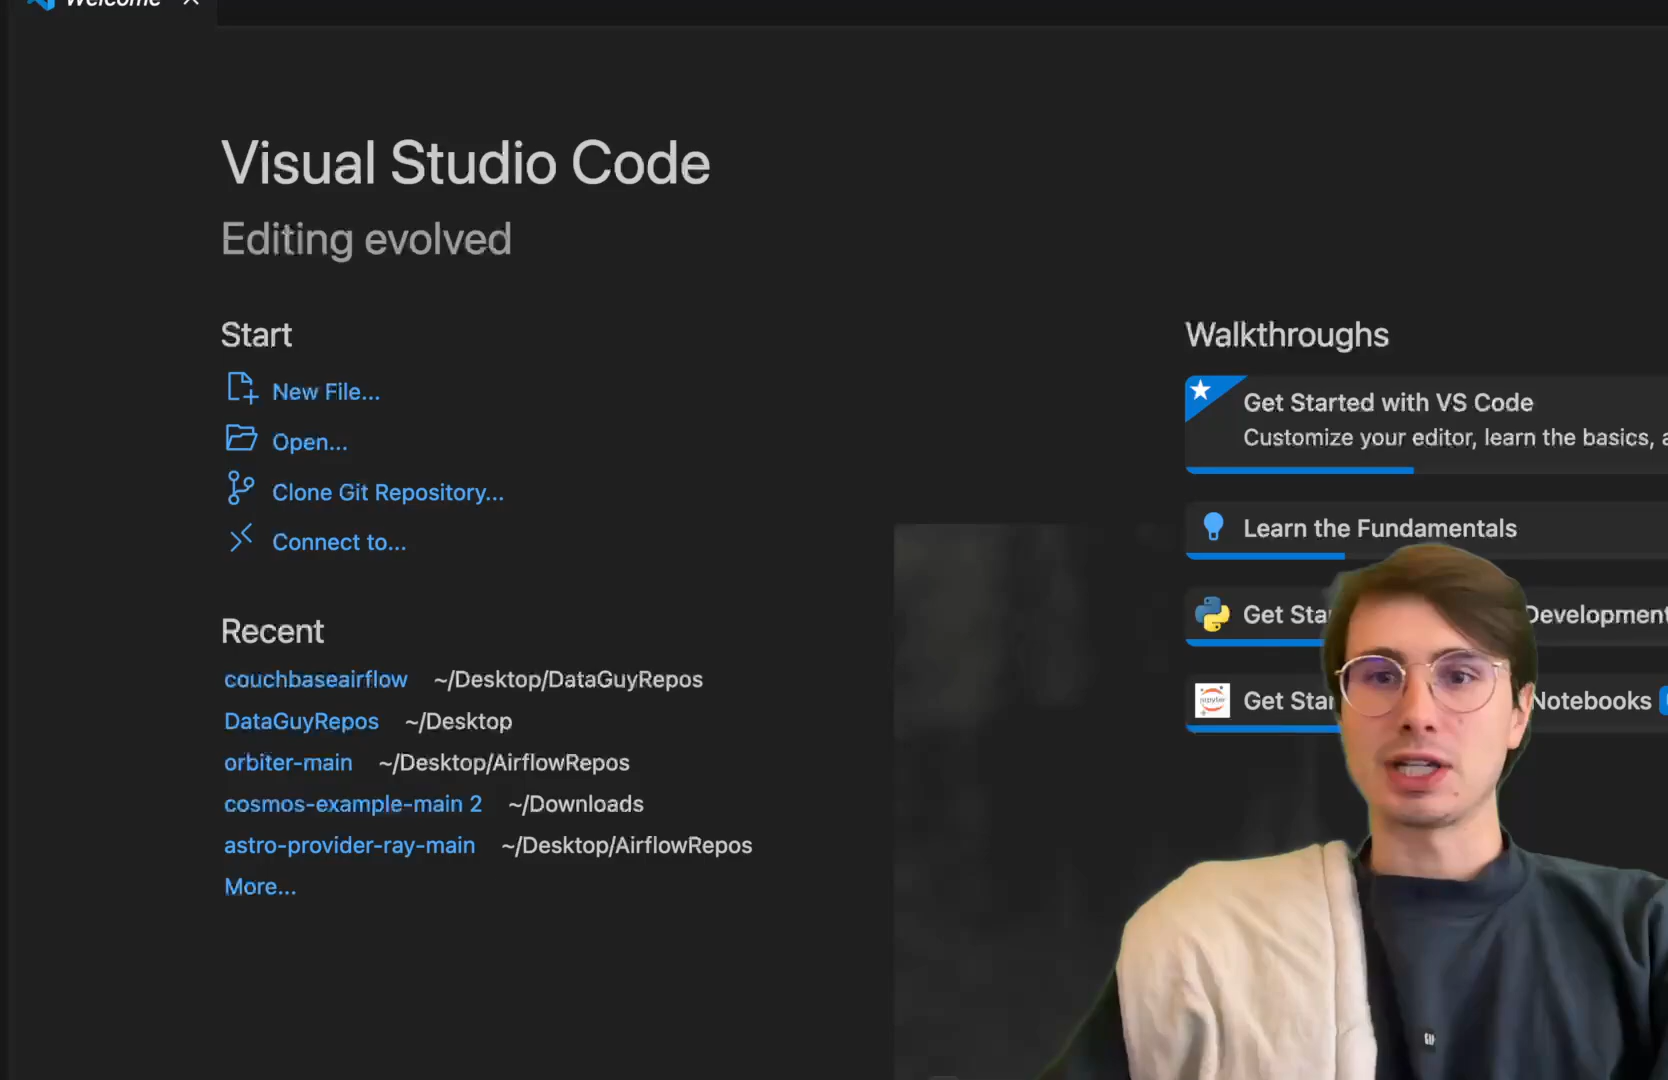 Welcome
Visual Studio Code
Editing evolved
Start
New File...
Open...
Clone Git Repository...
Connect to...
Recent
couchbaseairflow ~/Desktop/DataGuyRepos
DataGuyRepos ~/Desktop
orbiter-main ~/Desktop/AirflowRepos
cosmos-example-main 2 ~/Downloads
astro-provider-ray-main ~/Desktop/AirflowRepos
More...
Walkthroughs
Get Started with VS Code
Customize your editor, learn the basics,
Learn the Fundamentals
Get Development
Get Notebooks